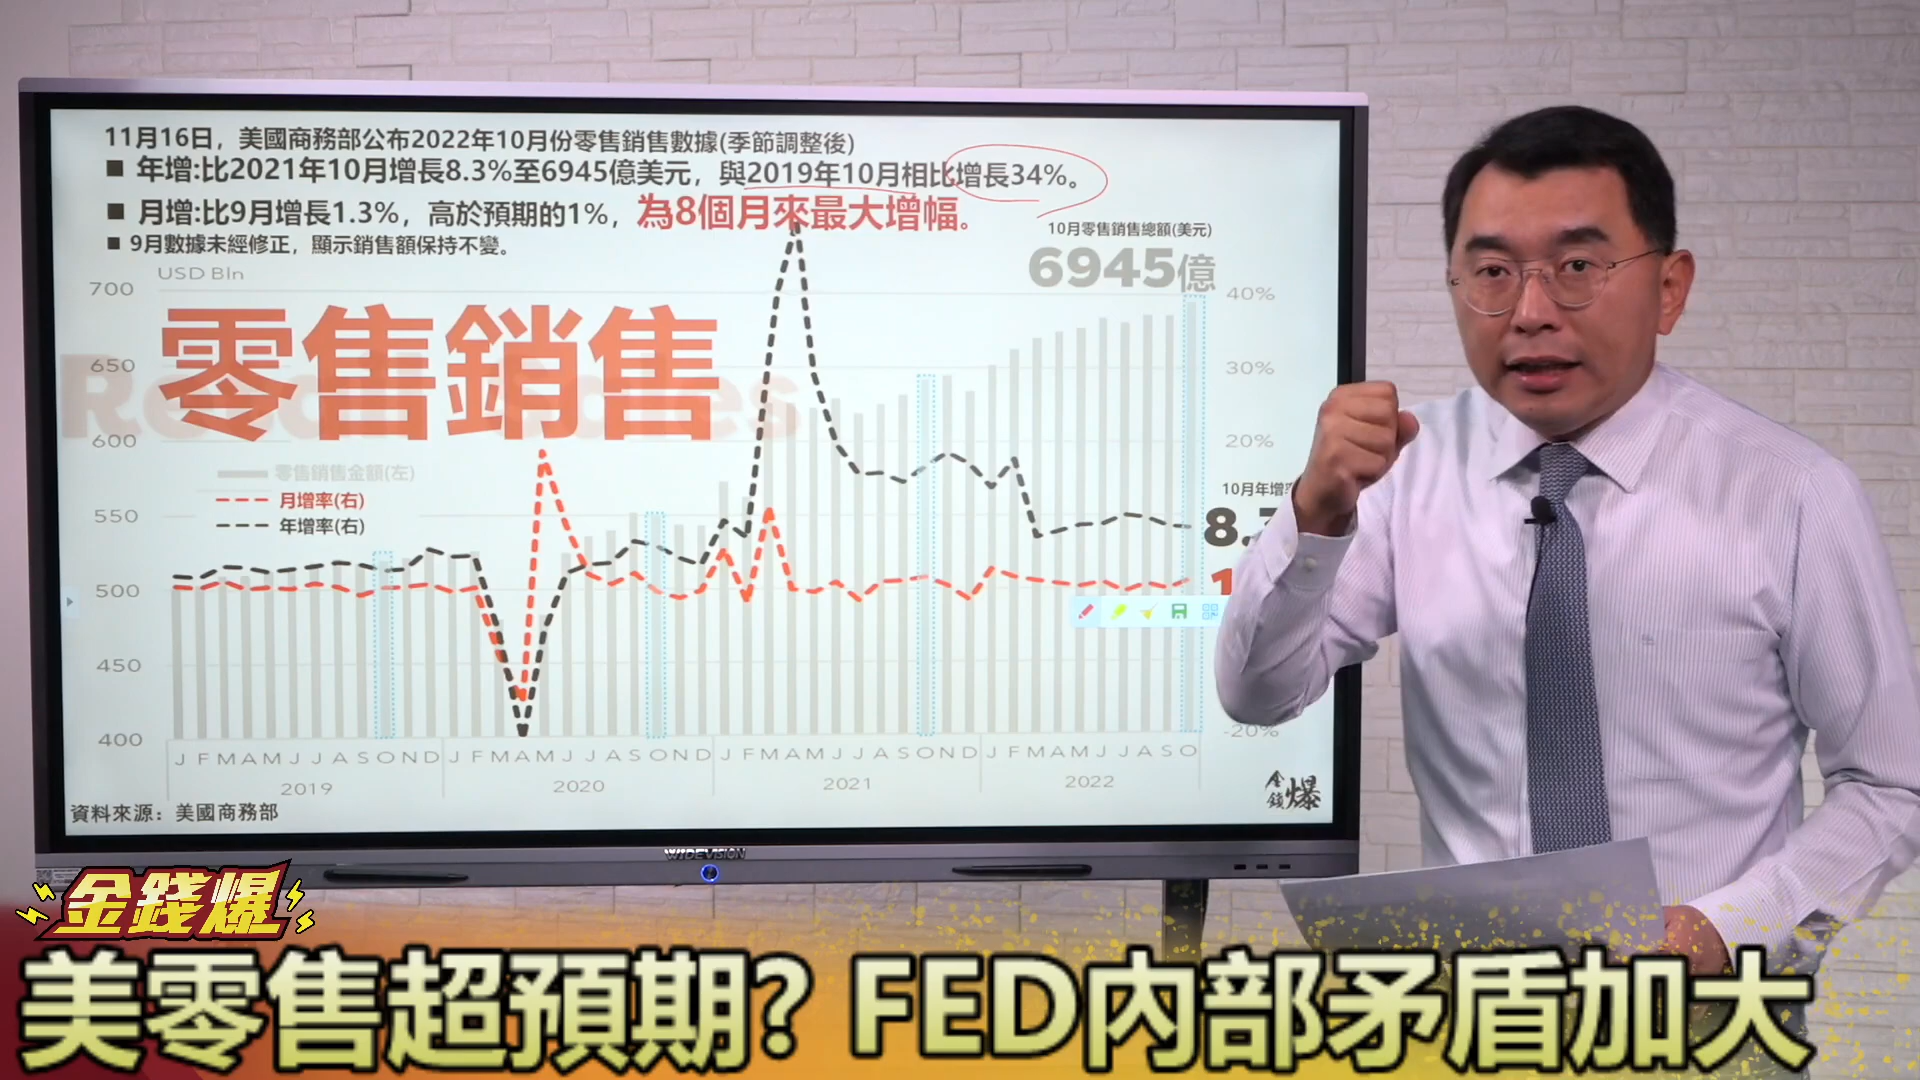 11月16日，美國商務部公布2022年10月份零售銷售數據(季節調整後)
■ 年增:比2021年10月增長8.3%至6945億美元，與2019年10月相比增長34%。
■ 月增:比9月增長1.3%，高於預期的1%，為8個月來最大增幅。
■ 9月數據未經修正，顯示銷售額保持不變。
10月零售銷售總額(美元)
6945億
USD Bln
700
650
600
550
500
450
400
40%
30%
20%
-20%
零售銷售
零售銷售金額(左)
月增率(右)
年增率(右)
10月年增
8.
1
J F M A M J J A S O N D J F M A M J J A S O N D J F M A M J J A S O N D J F M A M J J A S O
2019 2020 2021 2022
金錢爆
資料來源：美國商務部
WIDEVISION
金錢爆
美零售超預期? FED內部矛盾加大